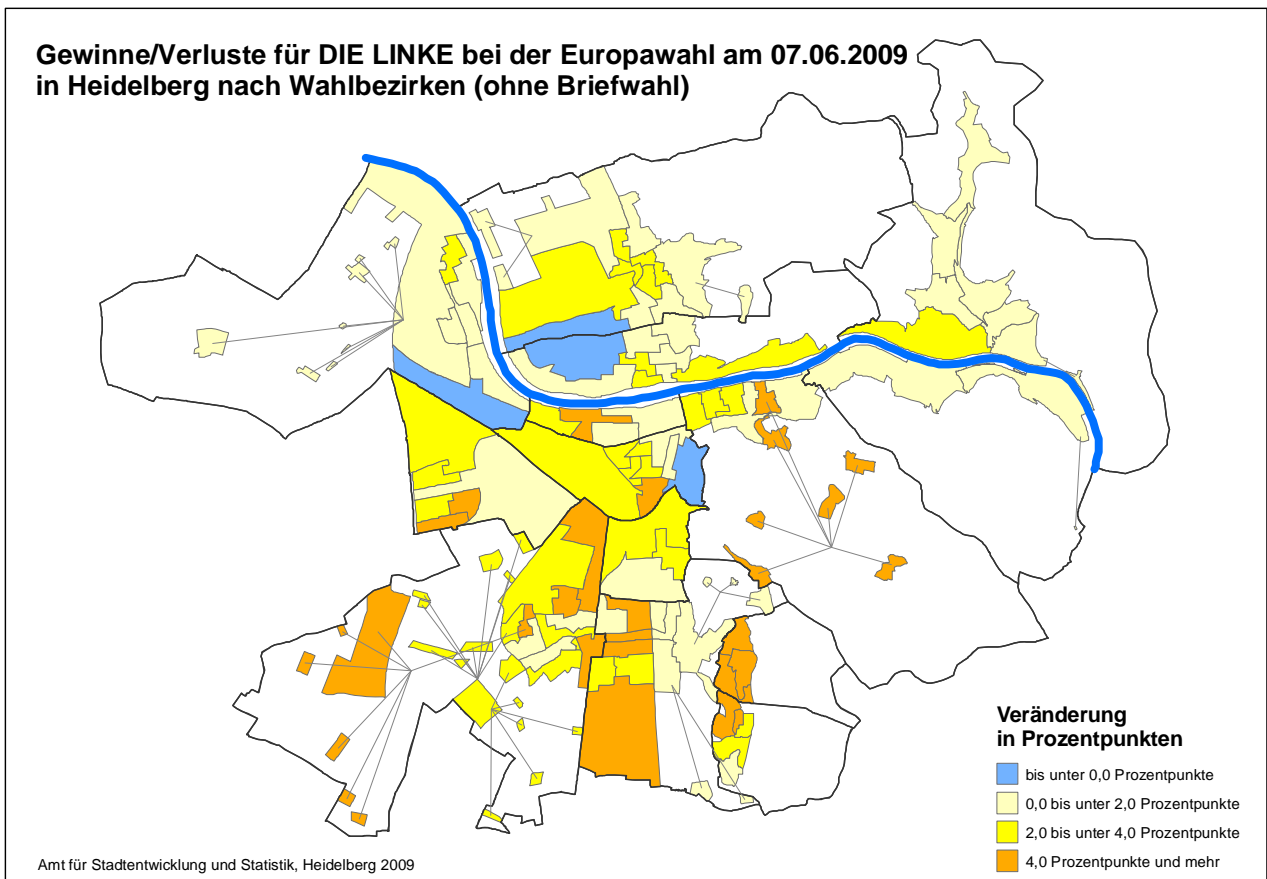 Gewinne/Verluste für DIE LINKE bei der Europawahl am 07.06.2009
in Heidelberg nach Wahlbezirken (ohne Briefwahl)
Veränderung
in Prozentpunkten
bis unter 0,0 Prozentpunkte
0,0 bis unter 2,0 Prozentpunkte
2,0 bis unter 4,0 Prozentpunkte
4,0 Prozentpunkte und mehr
Amt für Stadtentwicklung und Statistik, Heidelberg 2009